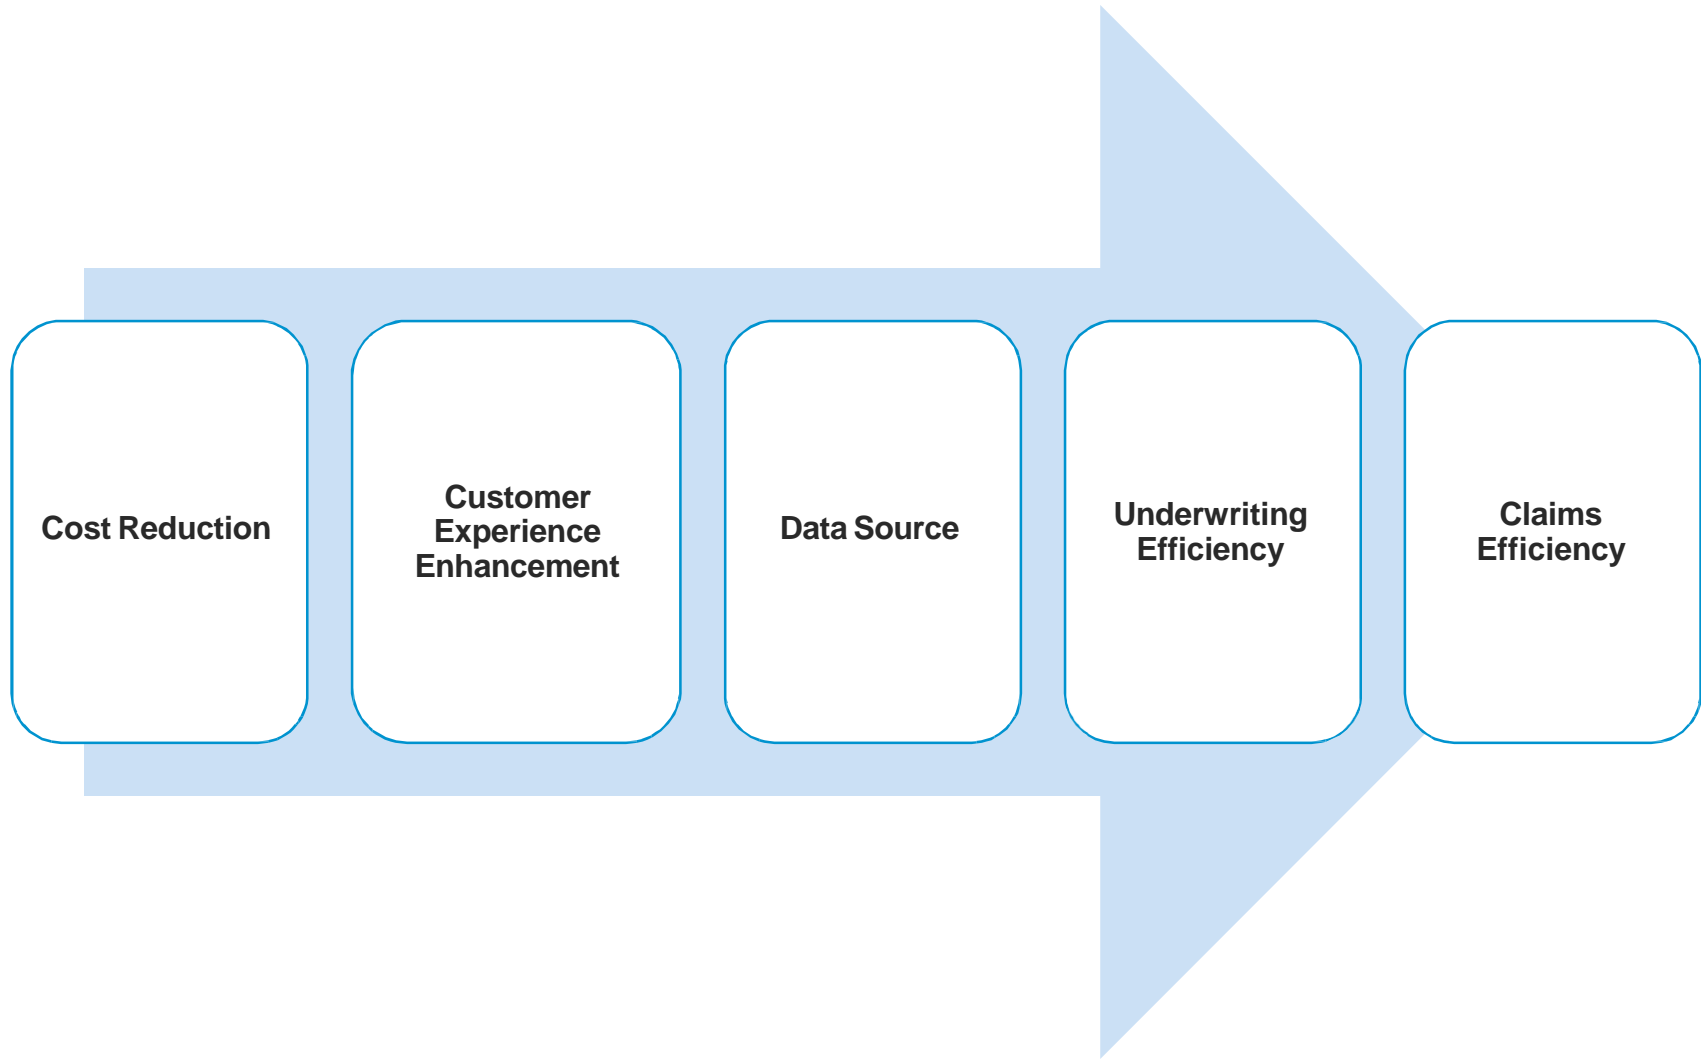 Cost Reduction
Customer
Experience
Enhancement
Data Source
Underwriting
Efficiency
Claims
Efficiency